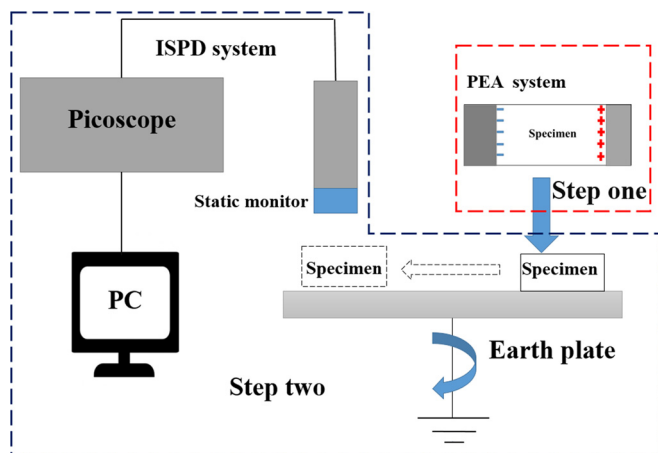 ISPD system
PEA system
Picoscope
Specimen
Static monitor
Step one
Specimen
Specimen
PC
Earth plate
Step two